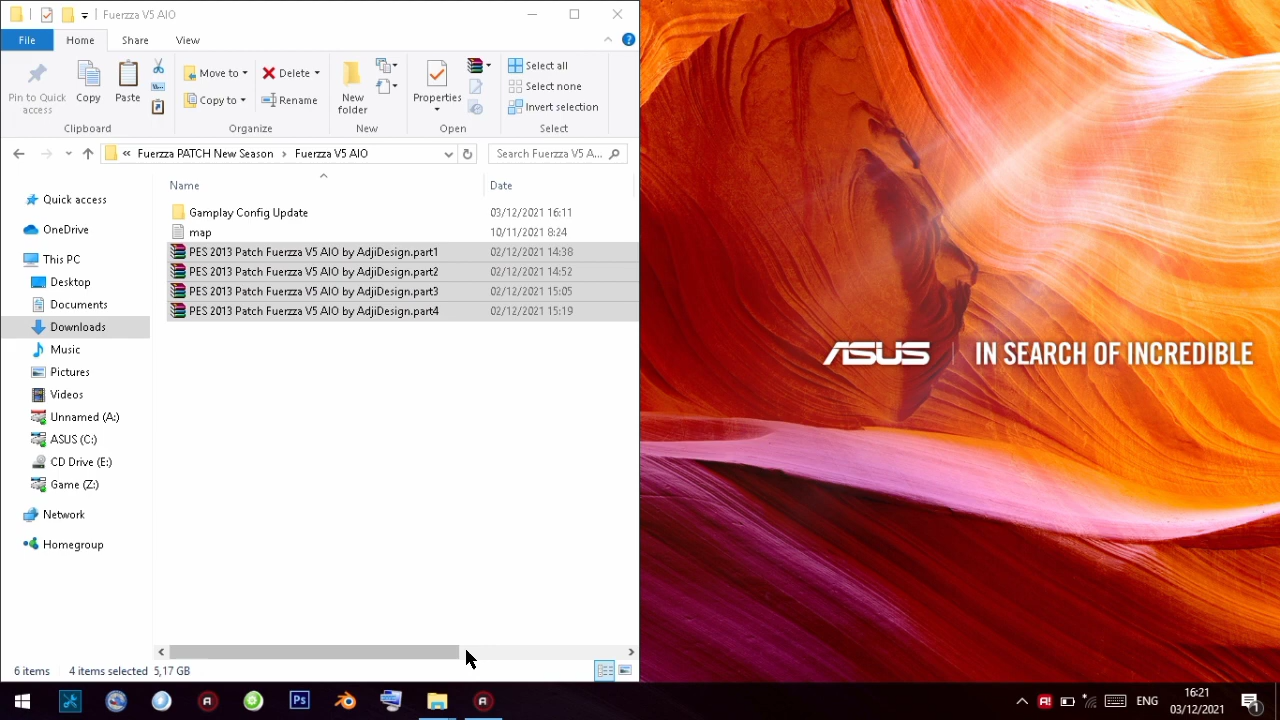 Fuerzza V5 AIO
File Home Share View
Pin to Quick access
Copy
Paste
Move to
Copy to
Delete
Rename
New folder
Properties
Select all
Select none
Invert selection
Clipboard Organize New Open Select
« Fuerzza PATCH New Season › Fuerzza V5 AIO
Search Fuerzza V5 A...
Name Date
Gamplay Config Update 03/12/2021 16:11
map 10/11/2021 8:24
PES 2013 Patch Fuerzza V5 AIO by AdjiDesign.part1 02/12/2021 14:38
PES 2013 Patch Fuerzza V5 AIO by AdjiDesign.part2 02/12/2021 14:52
PES 2013 Patch Fuerzza V5 AIO by AdjiDesign.part3 02/12/2021 15:05
PES 2013 Patch Fuerzza V5 AIO by AdjiDesign.part4 02/12/2021 15:19
Quick access
OneDrive
This PC
Desktop
Documents
Downloads
Music
Pictures
Videos
Unnamed (A:)
ASUS (C:)
CD Drive (E:)
Game (Z:)
Network
Homegroup
6 items 4 items selected 5,17 GB
ASUS | IN SEARCH OF INCREDIBLE
Ps
ENG
16:21
03/12/2021
1